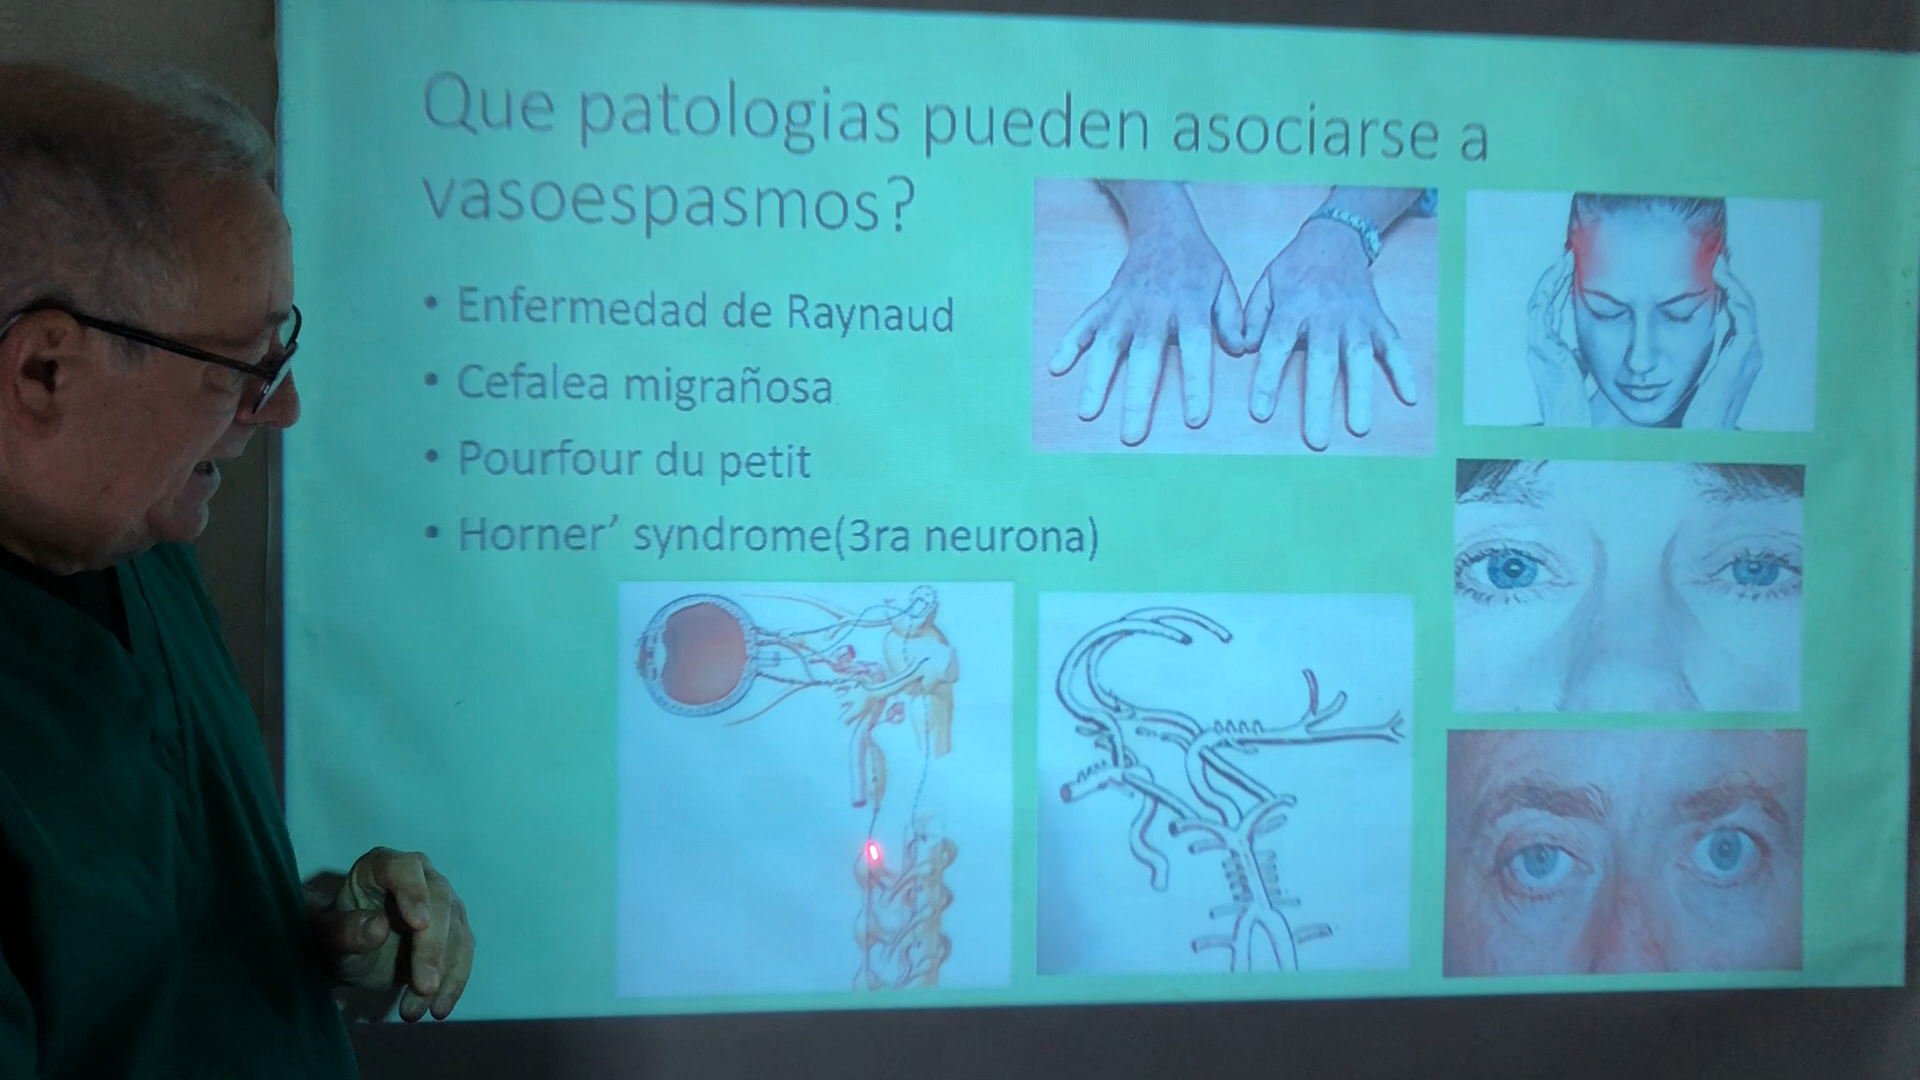 Que patologias pueden asociarse a
vasoespasmos?
• Enfermedad de Raynaud
• Cefalea migrañosa.
• Pourfour du petit
• Horner’ syndrome(3ra neurona)